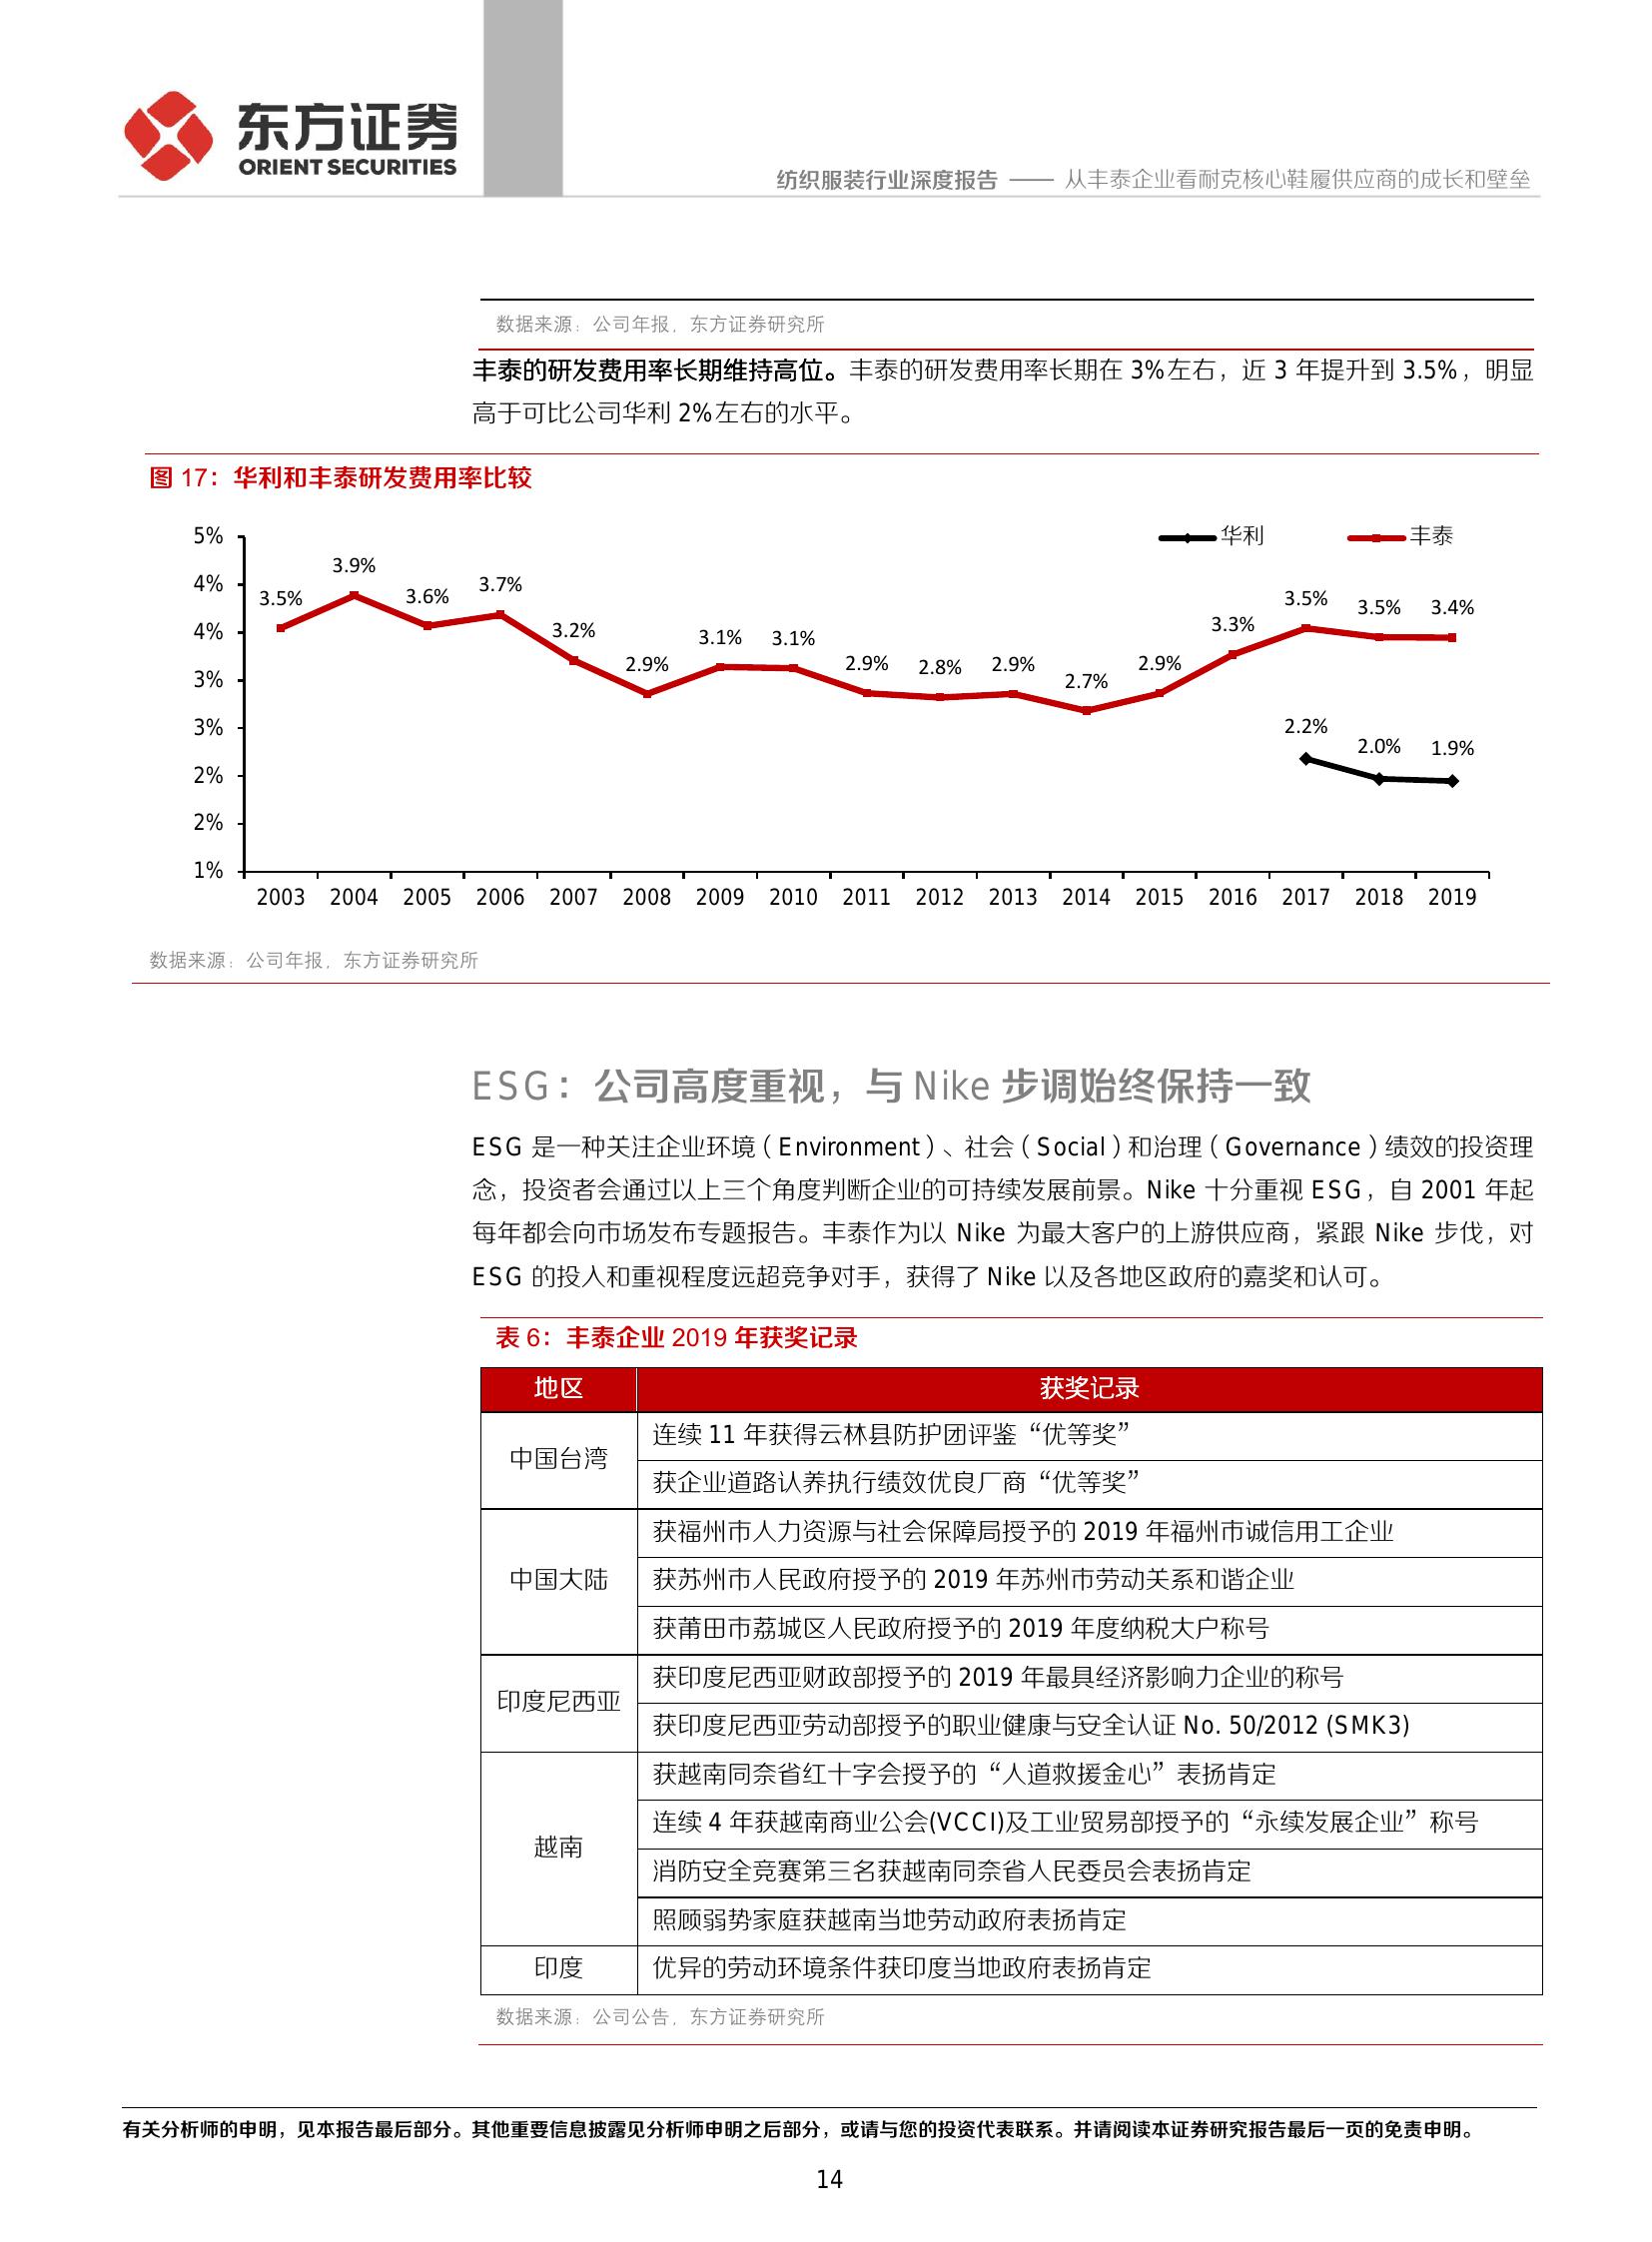 东方证券
ORIENT SECURITIES
纺织服装行业深度报告 —— 从丰泰企业看耐克核心鞋履供应商的成长和壁垒
数据来源：公司年报，东方证券研究所
丰泰的研发费用率长期维持高位。丰泰的研发费用率长期在 3%左右，近 3 年提升到 3.5%，明显
高于可比公司华利 2%左右的水平。
图 17：华利和丰泰研发费用率比较
华利 丰泰
5%
4%
4%
3%
3%
2%
2%
1%
3.5% 3.9% 3.6% 3.7% 3.2% 2.9% 3.1% 3.1% 2.9% 2.8% 2.9% 2.7% 2.9% 3.3% 3.5% 3.5% 3.4%
2.2% 2.0% 1.9%
2003 2004 2005 2006 2007 2008 2009 2010 2011 2012 2013 2014 2015 2016 2017 2018 2019
数据来源：公司年报，东方证券研究所
ESG：公司高度重视，与 Nike 步调始终保持一致
ESG 是一种关注企业环境（Environment）、社会（Social）和治理（Governance）绩效的投资理
念，投资者会通过以上三个角度判断企业的可持续发展前景。Nike 十分重视 ESG，自 2001 年起
每年都会向市场发布专题报告。丰泰作为以 Nike 为最大客户的上游供应商，紧跟 Nike 步伐，对
ESG 的投入和重视程度远超竞争对手，获得了 Nike 以及各地区政府的嘉奖和认可。
表 6：丰泰企业 2019 年获奖记录
地区 获奖记录
中国台湾
连续 11 年获得云林县防护团评鉴“优等奖”
获企业道路认养执行绩效优良厂商“优等奖”
中国大陆
获福州市人力资源与社会保障局授予的 2019 年福州市诚信用工企业
获苏州市人民政府授予的 2019 年苏州市劳动关系和谐企业
获莆田市荔城区人民政府授予的 2019 年度纳税大户称号
印度尼西亚
获印度尼西亚财政部授予的 2019 年最具经济影响力企业的称号
获印度尼西亚劳动部授予的职业健康与安全认证 No. 50/2012 (SMK3)
越南
获越南同奈省红十字会授予的“人道救援金心”表扬肯定
连续 4 年获越南商业公会(VCCI)及工业贸易部授予的“永续发展企业”称号
消防安全竞赛第三名获越南同奈省人民委员会表扬肯定
照顾弱势家庭获越南当地劳动政府表扬肯定
印度
优异的劳动环境条件获印度当地政府表扬肯定
数据来源：公司公告，东方证券研究所
有关分析师的申明，见本报告最后部分。其他重要信息披露见分析师申明之后部分，或请与您的投资代表联系。并请阅读本证券研究报告最后一页的免责申明。
14